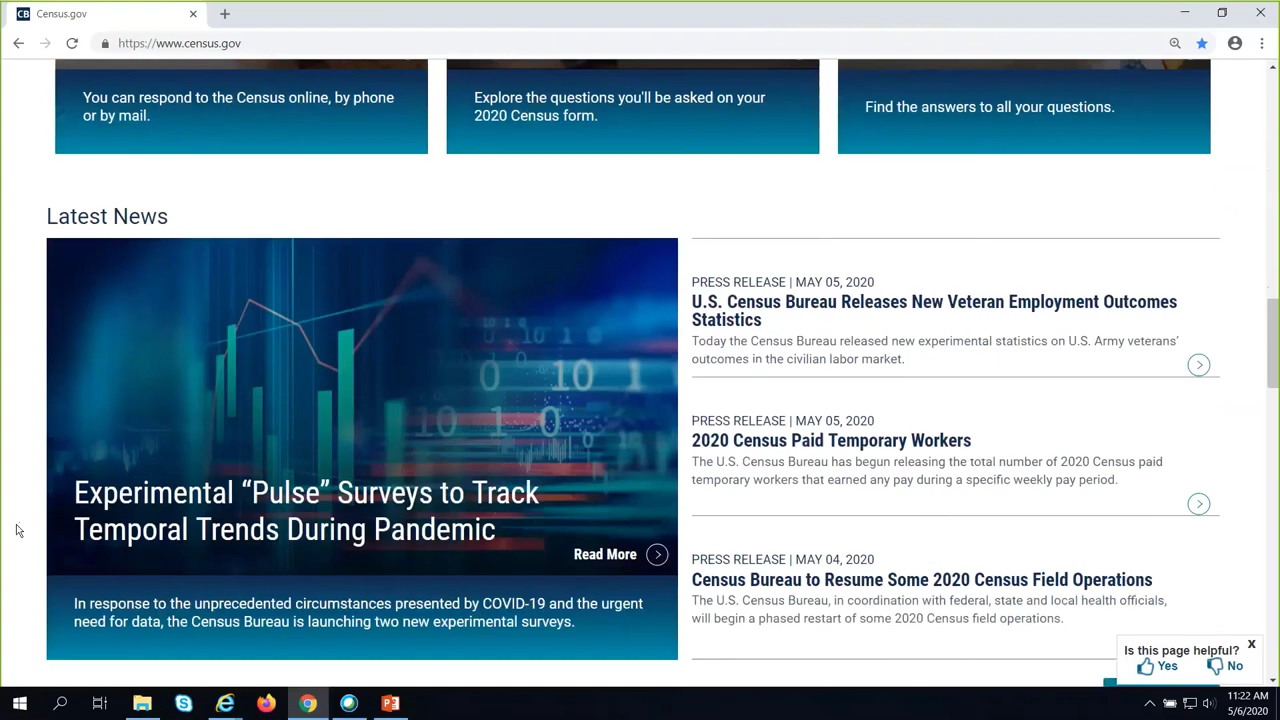 CB Census.gov
https://www.census.gov
You can respond to the Census online, by phone
or by mail.
Explore the questions you'll be asked on your
2020 Census form.
Find the answers to all your questions.
Latest News
Experimental “Pulse” Surveys to Track
Temporal Trends During Pandemic
Read More
In response to the unprecedented circumstances presented by COVID-19 and the urgent
need for data, the Census Bureau is launching two new experimental surveys.
PRESS RELEASE | MAY 05, 2020
U.S. Census Bureau Releases New Veteran Employment Outcomes
Statistics
Today the Census Bureau released new experimental statistics on U.S. Army veterans’
outcomes in the civilian labor market.
PRESS RELEASE | MAY 05, 2020
2020 Census Paid Temporary Workers
The U.S. Census Bureau has begun releasing the total number of 2020 Census paid
temporary workers that earned any pay during a specific weekly pay period.
PRESS RELEASE | MAY 04, 2020
Census Bureau to Resume Some 2020 Census Field Operations
The U.S. Census Bureau, in coordination with federal, state and local health officials,
will begin a phased restart of some 2020 Census field operations.
Is this page helpful? X
Yes No
11:22 AM
5/6/2020